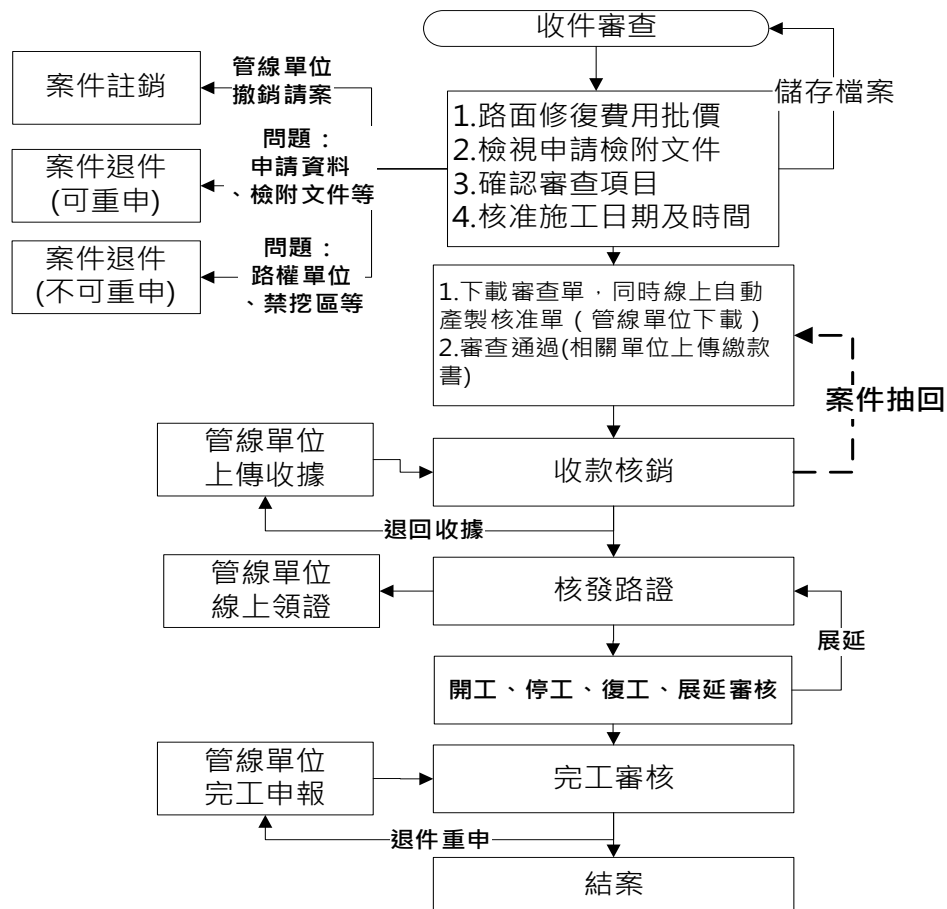 收件審查
管線單位
撤銷請案
案件註銷
儲存檔案
1.路面修復費用批價
2.檢視申請檢附文件
3.確認審查項目
4.核准施工日期及時間
問題：
申請資料
、檢附文件等
案件退件
(可重申)
問題：
路權單位
、禁挖區等
案件退件
(不可重申)
1.下載審查單，同時線上自動
產製核准單（管線單位下載）
2.審查通過(相關單位上傳繳款
書)
案件抽回
管線單位
上傳收據
收款核銷
退回收據
管線單位
線上領證
核發路證
展延
開工、停工、復工、展延審核
管線單位
完工申報
完工審核
退件重申
結案